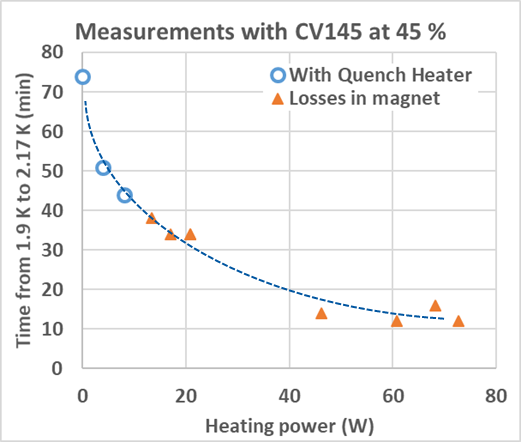 Measurements with CV145 at 45 %
With Quench Heater
Losses in magnet
Time from 1.9 K to 2.17 K (min)
80
70
60
50
40
30
20
10
0
0 20 40 60 80
Heating power (W)